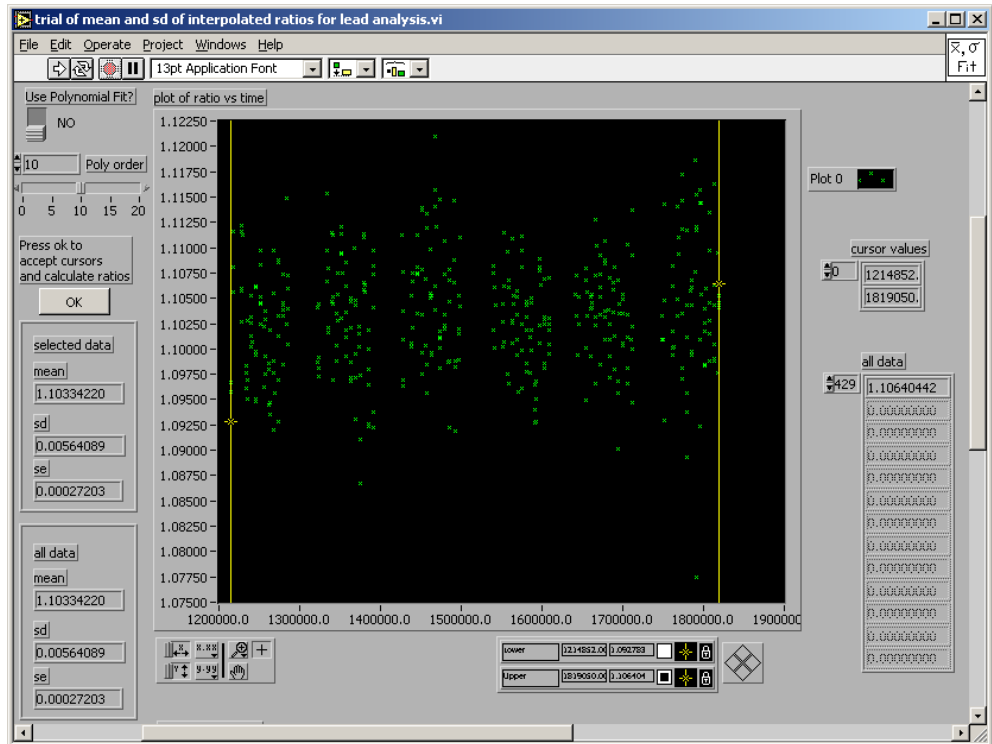 trial of mean and sd of interpolated ratios for lead analysis.vi
File Edit Operate Project Windows Help
13pt Application Font
x̅,σ
Fit
Use Polynomial Fit?
NO
10 Poly order
0 5 10 15 20
Press ok to
accept cursors
and calculate ratios
OK
selected data
mean
1.10334220
sd
0.00564089
se
0.00027203
all data
mean
1.10334220
sd
0.00564089
se
0.00027203
plot of ratio vs time
1.12250
1.12000
1.11750
1.11500
1.11250
1.11000
1.10750
1.10500
1.10250
1.10000
1.09750
1.09500
1.09250
1.09000
1.08750
1.08500
1.08250
1.08000
1.07750
1.07500
1200000.0 1300000.0 1400000.0 1500000.0 1600000.0 1700000.0 1800000.0 1900000
x.xx
y.yy
Lower 1214852.0 1.092783
Upper 1819050.0 1.106404
Plot 0
cursor values
0
1214852.
1819050.
all data
429
1.10640442
0.00000000
0.00000000
0.00000000
0.00000000
0.00000000
0.00000000
0.00000000
0.00000000
0.00000000
0.00000000
0.00000000
0.00000000